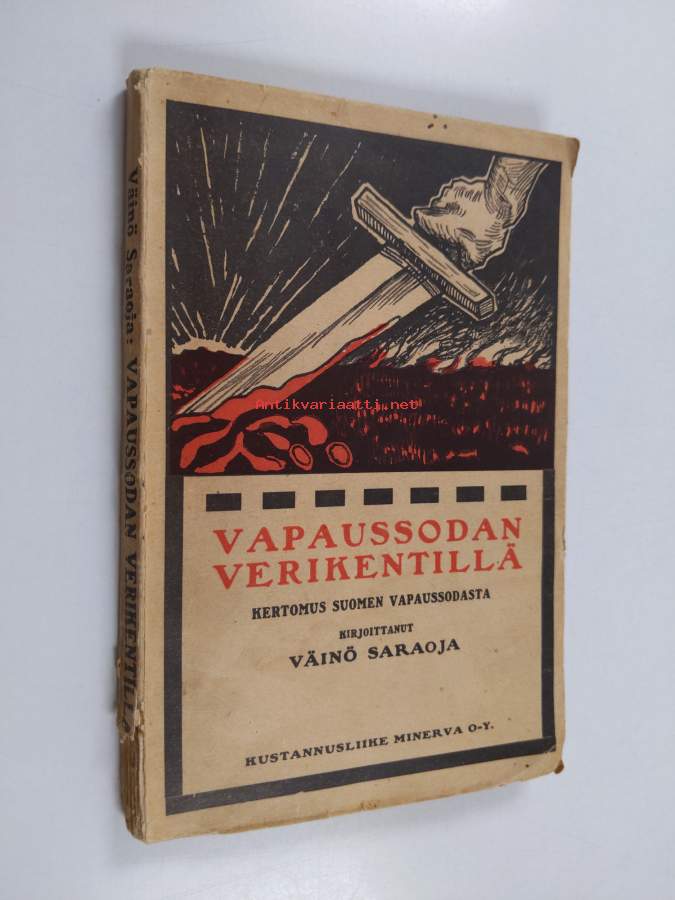 Väinö Saraoja: VAPAUSSODAN VERIKENTILLÄ
Antikvariaatti.net
VAPAUSSODAN
VERIKENTILLÄ
KERTOMUS SUOMEN VAPAUSSODASTA
KIRJOITTANUT
VÄINÖ SARAOJA
KUSTANNUSLIIKE MINERVA O-Y.